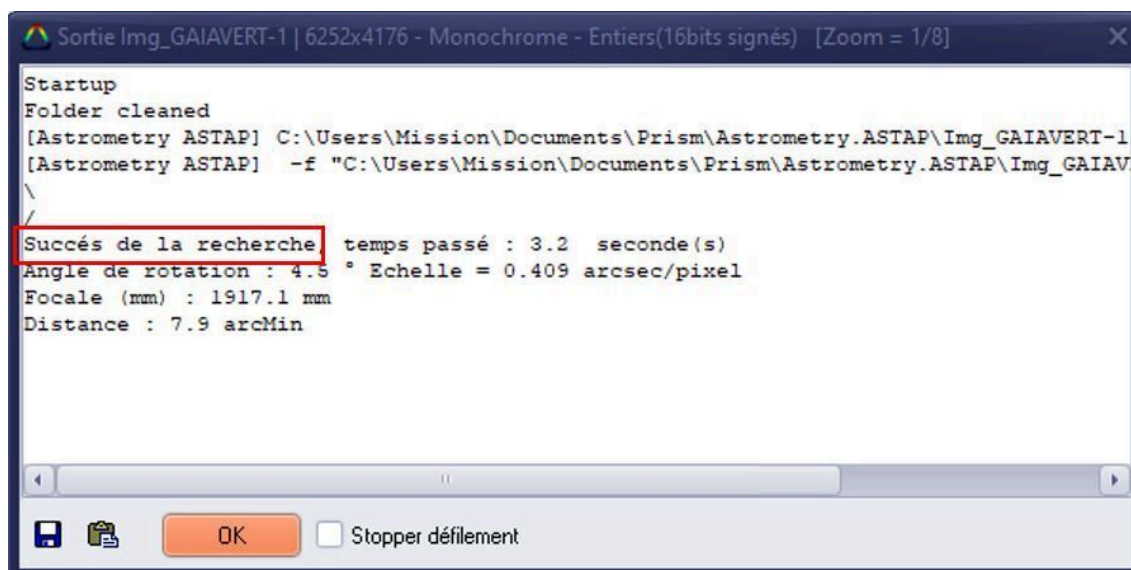 Sortie Img_GAIAVERT-1 | 6252x4176 - Monochrome - Entiers(16bits signés) [Zoom = 1/8]
Startup
Folder cleaned
[Astrometry ASTAP] C:\Users\Mission\Documents\Prism\Astrometry.ASTAP\Img_GAIAVERT-1
[Astrometry ASTAP] -f "C:\Users\Mission\Documents\Prism\Astrometry.ASTAP\Img_GAIAV
\
/
Succés de la recherche, temps passé : 3.2 seconde(s)
Angle de rotation : 4.5 ° Echelle = 0.409 arcsec/pixel
Focale (mm) : 1917.1 mm
Distance : 7.9 arcMin
OK Stopper défilement